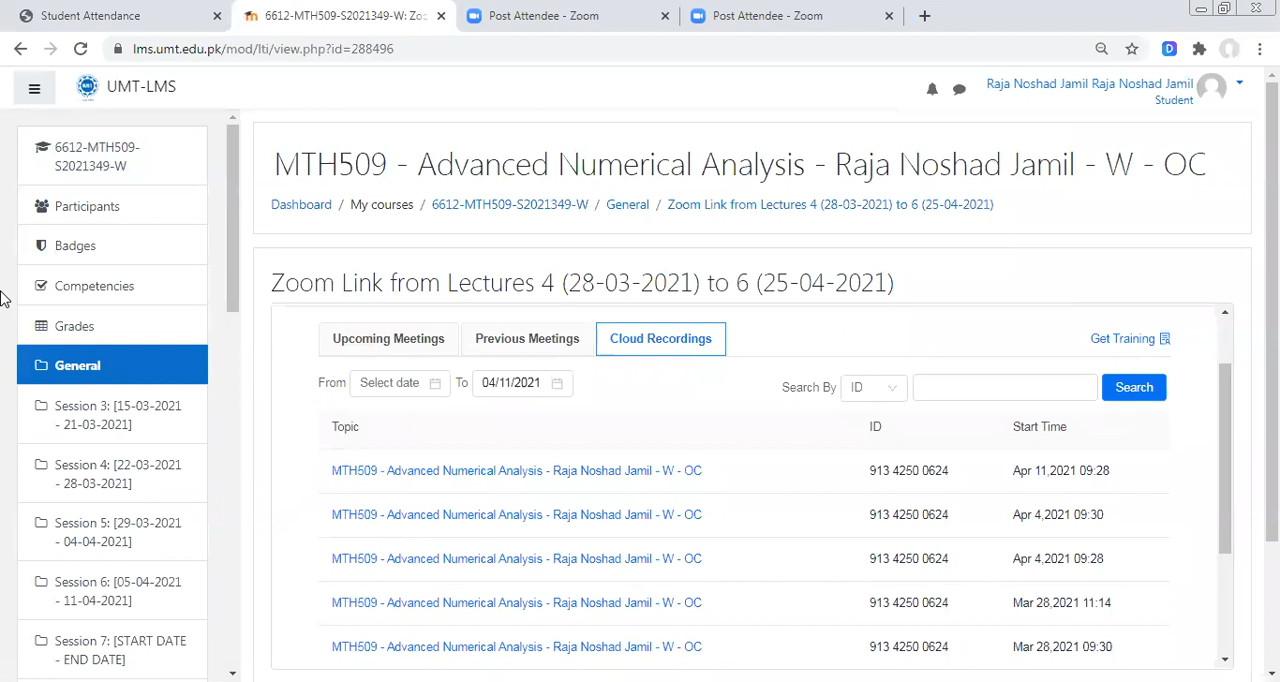 Student Attendance
6612-MTH509-S2021349-W: Zo
Post Attendee - Zoom
Post Attendee - Zoom
lms.umt.edu.pk/mod/lti/view.php?id=288496
UMT-LMS
Raja Noshad Jamil Raja Noshad Jamil
Student
6612-MTH509-
S2021349-W
Participants
Badges
Competencies
Grades
General
Session 3: [15-03-2021
- 21-03-2021]
Session 4: [22-03-2021
- 28-03-2021]
Session 5: [29-03-2021
- 04-04-2021]
Session 6: [05-04-2021
- 11-04-2021]
Session 7: [START DATE
- END DATE]
MTH509 - Advanced Numerical Analysis - Raja Noshad Jamil - W - OC
Dashboard / My courses / 6612-MTH509-S2021349-W / General / Zoom Link from Lectures 4 (28-03-2021) to 6 (25-04-2021)
Zoom Link from Lectures 4 (28-03-2021) to 6 (25-04-2021)
Upcoming Meetings Previous Meetings Cloud Recordings Get Training
From Select date To 04/11/2021 Search By ID Search
Topic ID Start Time
MTH509 - Advanced Numerical Analysis - Raja Noshad Jamil - W - OC 913 4250 0624 Apr 11,2021 09:28
MTH509 - Advanced Numerical Analysis - Raja Noshad Jamil - W - OC 913 4250 0624 Apr 4,2021 09:30
MTH509 - Advanced Numerical Analysis - Raja Noshad Jamil - W - OC 913 4250 0624 Apr 4,2021 09:28
MTH509 - Advanced Numerical Analysis - Raja Noshad Jamil - W - OC 913 4250 0624 Mar 28,2021 11:14
MTH509 - Advanced Numerical Analysis - Raja Noshad Jamil - W - OC 913 4250 0624 Mar 28,2021 09:30